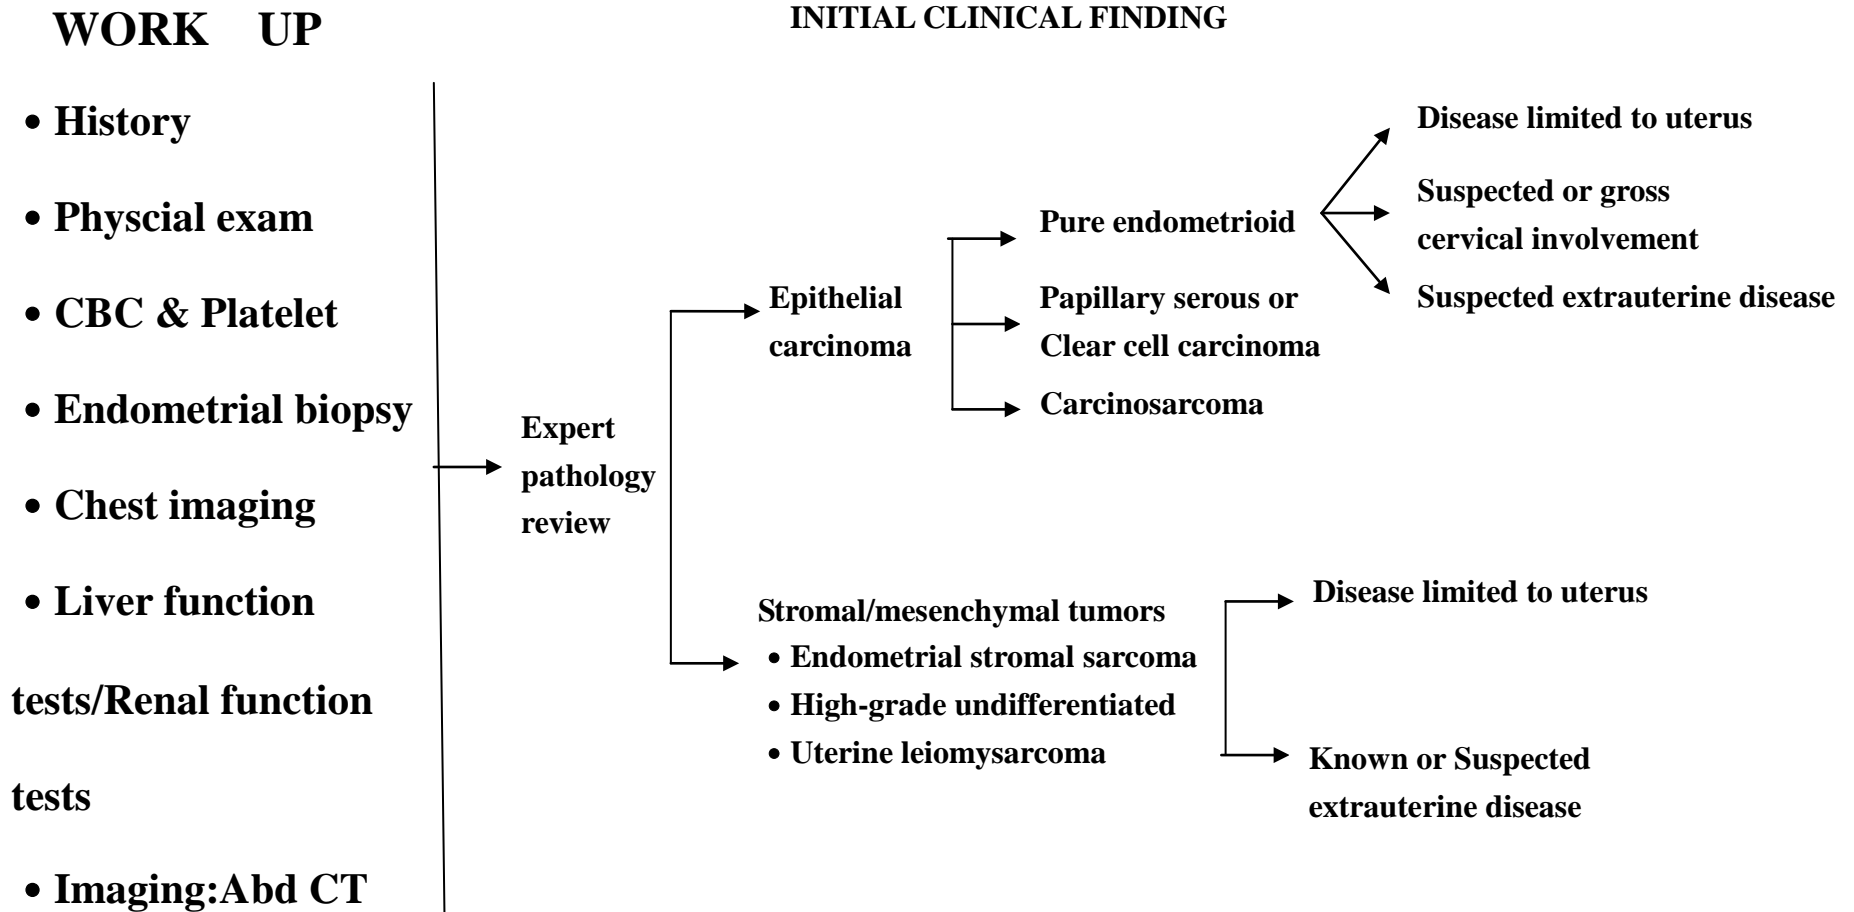 WORK UP
• History
• Physcial exam
• CBC & Platelet
• Endometrial biopsy
• Chest imaging
• Liver function
tests/Renal function
tests
• Imaging:Abd CT
INITIAL CLINICAL FINDING
Expert
pathology
review
Epithelial
carcinoma
Pure endometrioid
Papillary serous or
Clear cell carcinoma
Carcinosarcoma
Disease limited to uterus
Suspected or gross
cervical involvement
Suspected extrauterine disease
Stromal/mesenchymal tumors
• Endometrial stromal sarcoma
• High-grade undifferentiated
• Uterine leiomysarcoma
Disease limited to uterus
Known or Suspected
extrauterine disease